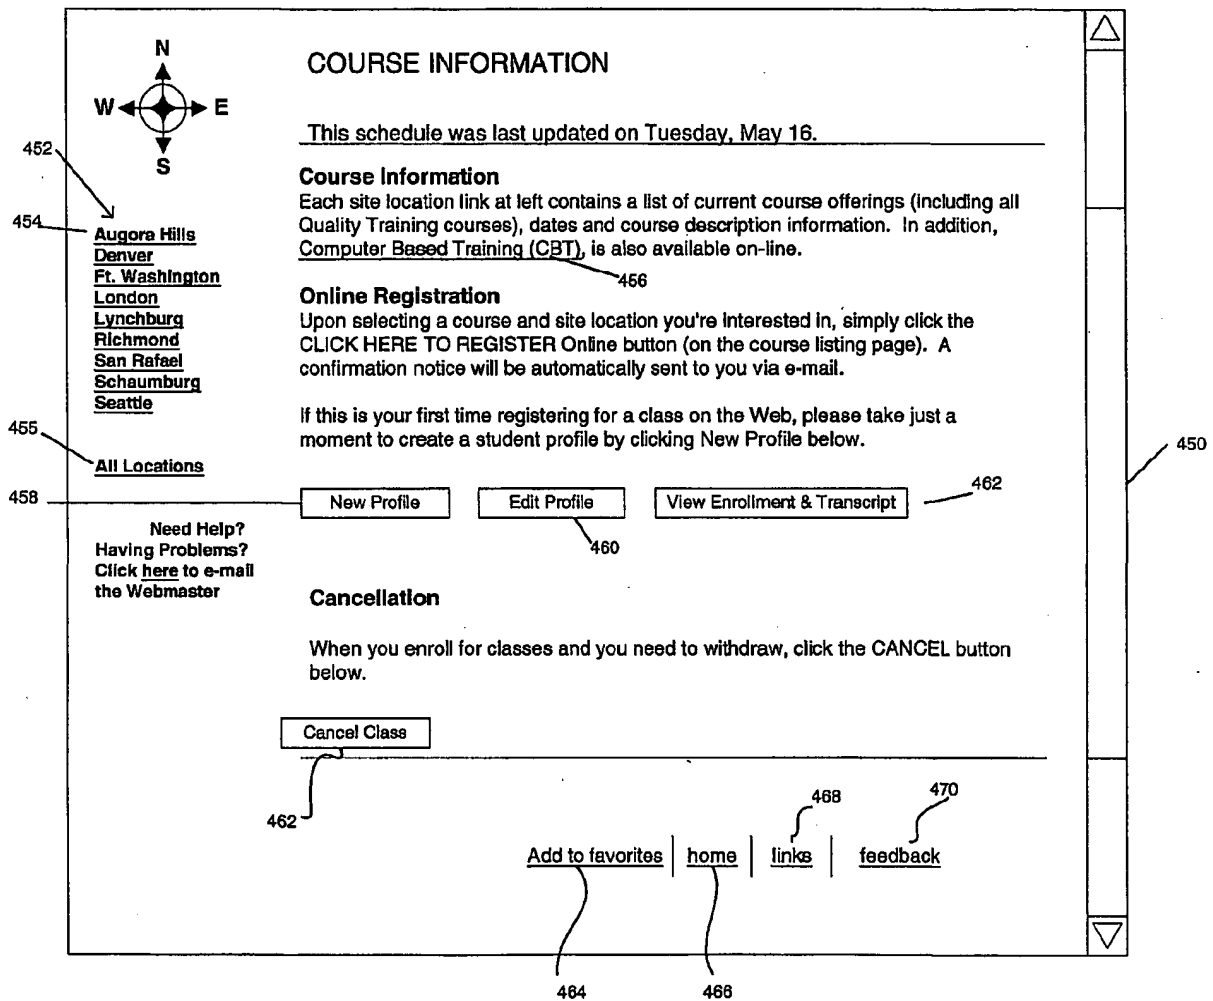 N
W E
S
COURSE INFORMATION
This schedule was last updated on Tuesday, May 16.
452
454
Augora Hills
Denver
Ft. Washington
London
Lynchburg
Richmond
San Rafael
Schaumburg
Seattle
455
All Locations
458
Need Help?
Having Problems?
Click here to e-mail
the Webmaster
Course Information
Each site location link at left contains a list of current course offerings (including all
Quality Training courses), dates and course description information. In addition,
Computer Based Training (CBT), is also available on-line.
456
Online Registration
Upon selecting a course and site location you're interested in, simply click the
CLICK HERE TO REGISTER Online button (on the course listing page). A
confirmation notice will be automatically sent to you via e-mail.
If this is your first time registering for a class on the Web, please take just a
moment to create a student profile by clicking New Profile below.
450
New Profile Edit Profile View Enrollment & Transcript
462
460
Cancellation
When you enroll for classes and you need to withdraw, click the CANCEL button
below.
Cancel Class
462
468 470
Add to favorites home links feedback
464 466